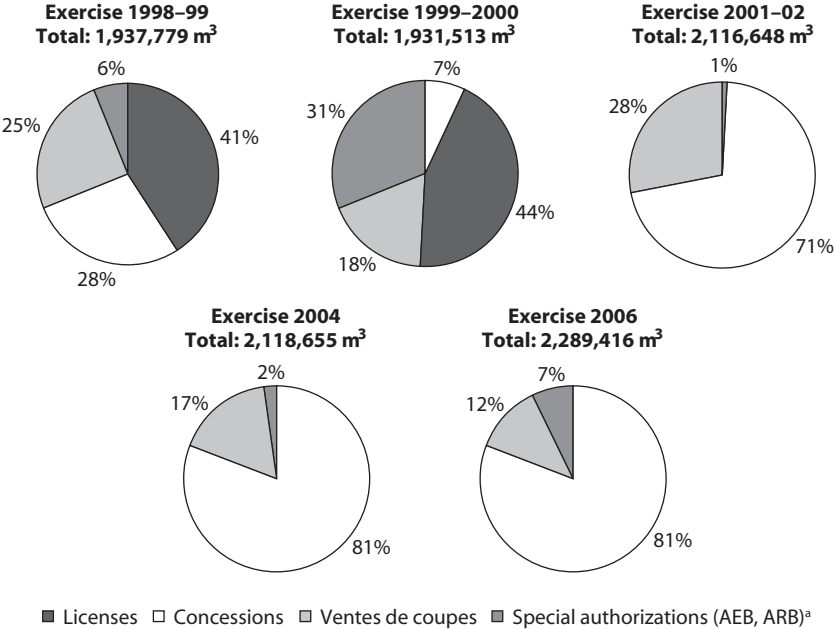 Exercise 1998–99
Total: 1,937,779 m³
6%
25%
41%
28%
Exercise 1999–2000
Total: 1,931,513 m³
7%
31%
44%
18%
Exercise 2001–02
Total: 2,116,648 m³
1%
28%
71%
Exercise 2004
Total: 2,118,655 m³
2%
17%
81%
Exercise 2006
Total: 2,289,416 m³
7%
12%
81%
Licenses Concessions Ventes de coupes Special authorizations (AEB, ARB)ᵃ